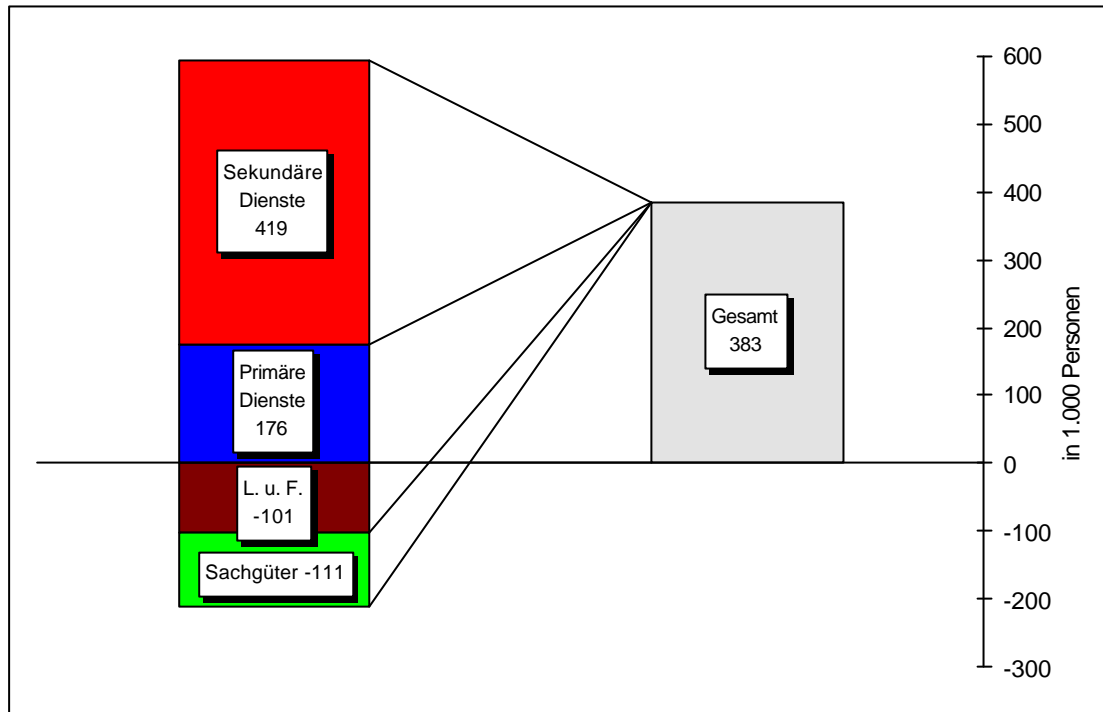 Sekundäre
Dienste
419
Primäre
Dienste
176
L. u. F.
-101
Sachgüter -111
Gesamt
383
600
500
400
300
200
100
0
-100
-200
-300
in 1.000 Personen